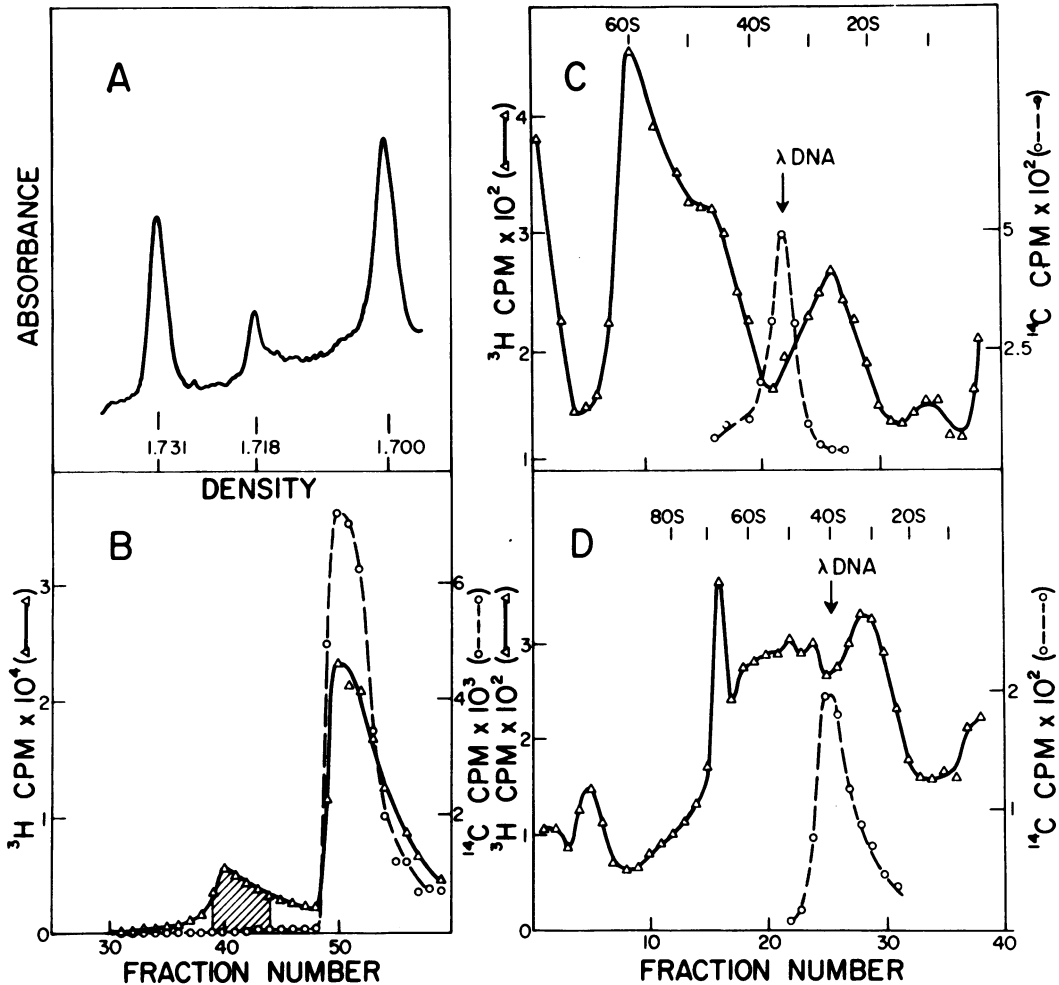 A
ABSORBANCE
1.731 1.718 1.700
DENSITY
B
³H CPM x 10⁴ (△—△)
3
2
1
0
¹⁴C CPM x 10³ (○---○)
6
4
2
30 40 50
FRACTION NUMBER
C
60S 40S 20S
³H CPM x 10² (△—△)
4
3
2
1
λ DNA
¹⁴C CPM x 10² (○---○)
5
2.5
D
80S 60S 40S 20S
³H CPM x 10² (△—△)
3
2
1
0
λ DNA
¹⁴C CPM x 10² (○---○)
2
1
10 20 30 40
FRACTION NUMBER